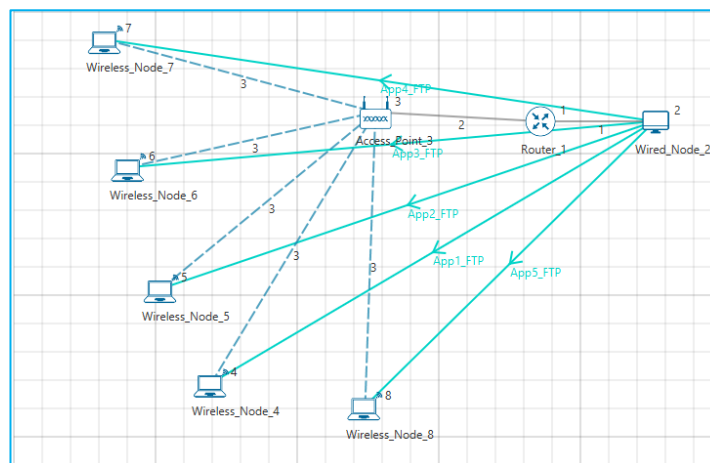 7
Wireless_Node_7
3
App4_FTP
3
2
1
2
Access_Point_3
App3_FTP
Router_1
1
Wired_Node_2
6
3
Wireless_Node_6
3
App2_FTP
5
3
App1_FTP
3
App5_FTP
Wireless_Node_5
4
Wireless_Node_4
8
Wireless_Node_8